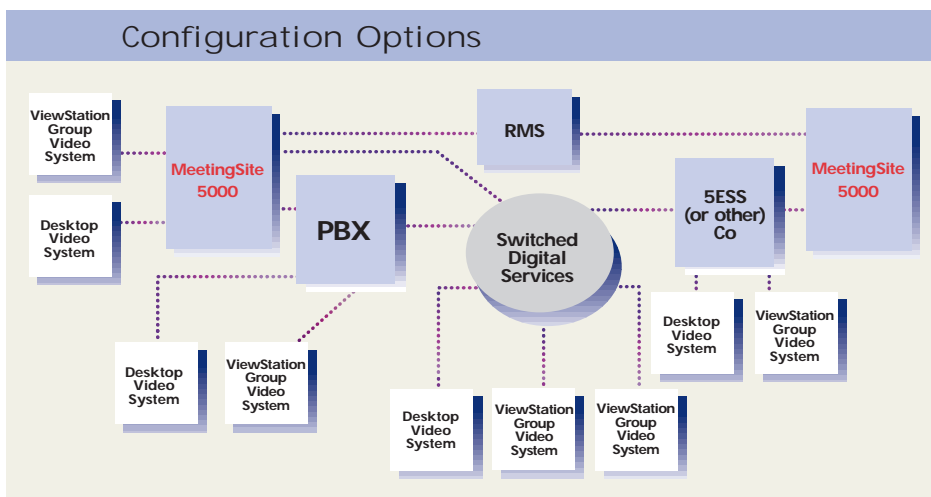 Configuration Options
ViewStation
Group
Video
System
MeetingSite
5000
RMS
MeetingSite
5000
Desktop
Video
System
PBX
5ESS
(or other)
Co
Switched
Digital
Services
Desktop
Video
System
ViewStation
Group
Video
System
Desktop
Video
System
ViewStation
Group
Video
System
Desktop
Video
System
ViewStation
Group
Video
System
ViewStation
Group
Video
System